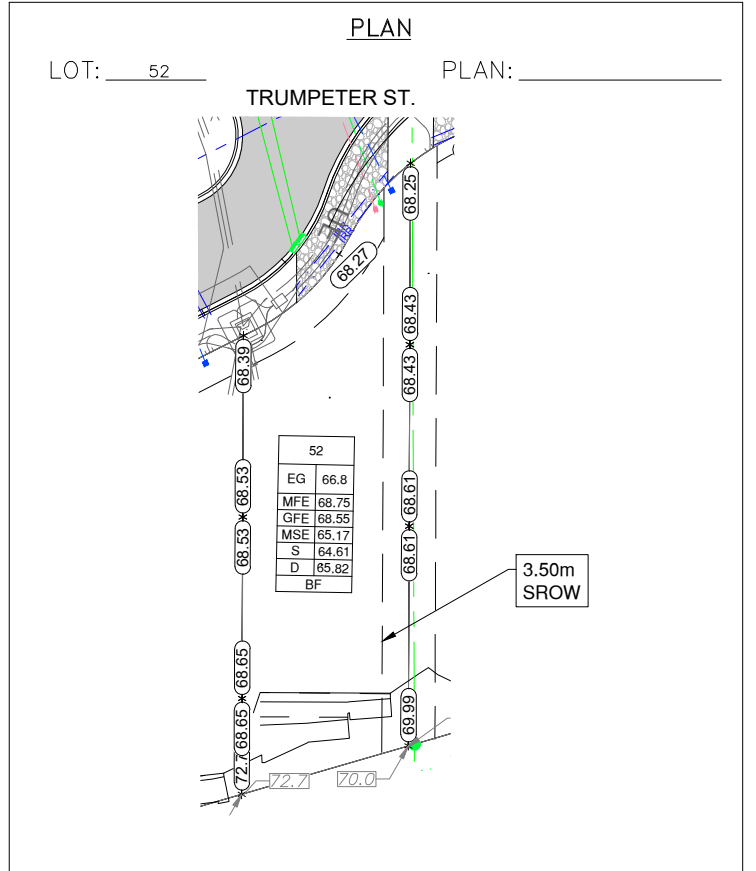 PLAN
LOT: 52
PLAN:
TRUMPETER ST.
68.25
68.27
68.43
68.43
68.39
68.53
68.53
52
EG 66.8
MFE 68.75
GFE 68.55
MSE 65.17
S 64.61
D 65.82
BF
68.61
68.61
3.50m
SROW
68.65
68.65
69.99
72.7
72.7
70.0